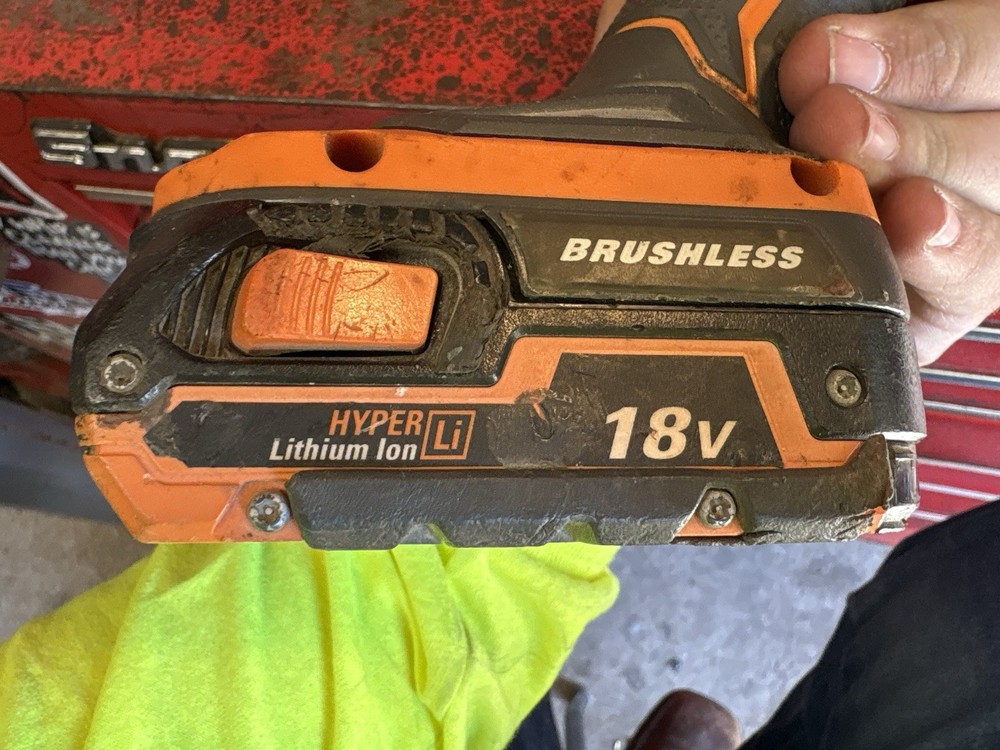 BRUSHLESS
HYPER
Lithium Ion Li
18V